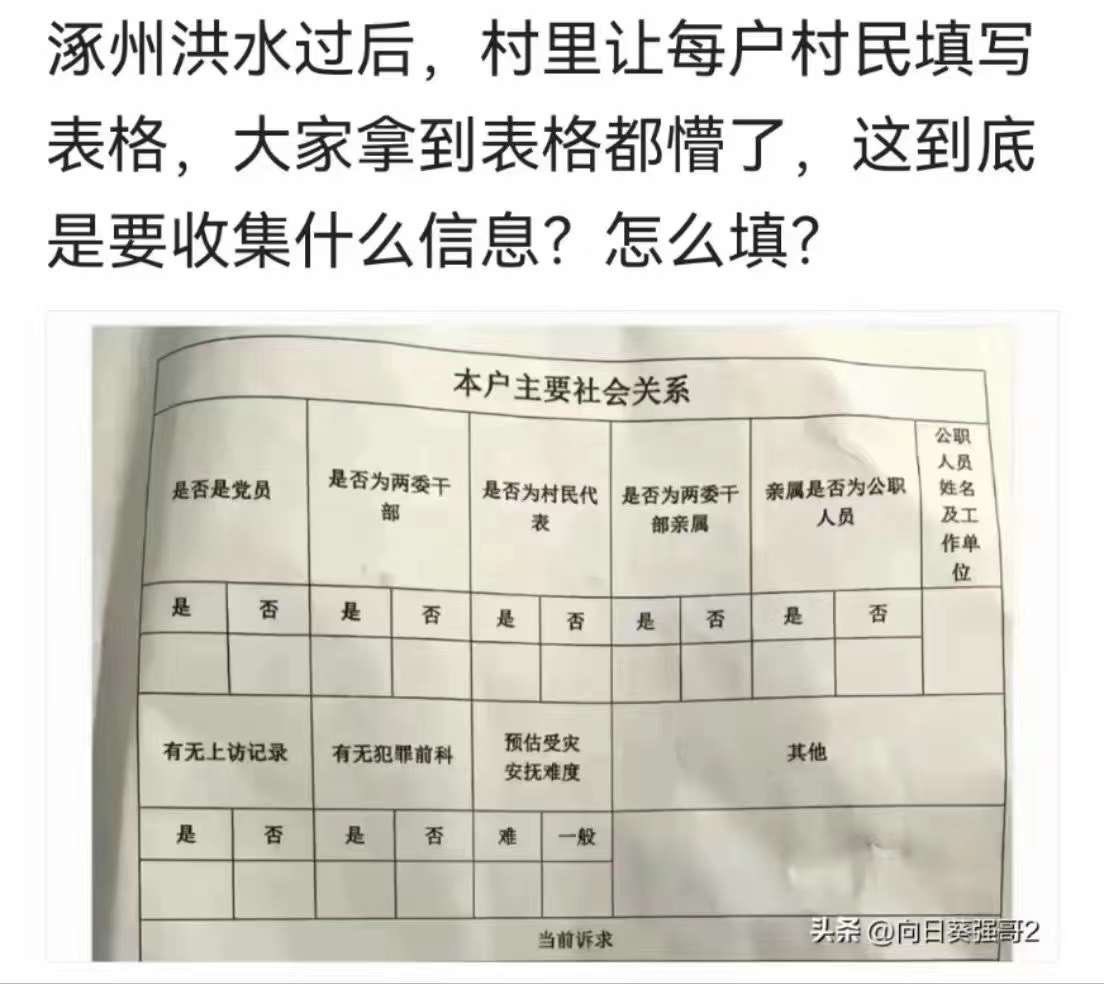 涿州洪水过后，村里让每户村民填写
表格，大家拿到表格都懵了，这到底
是要收集什么信息？怎么填？
本户主要社会关系
是否是党员
是否为两委干
部
是否为村民代
表
是否为两委干
部亲属
亲属是否为公职
人员
公职
人员
姓名
及工
作单
位
是 否 是 否 是 否 是 否 是 否
有无上访记录
有无犯罪前科
预估受灾
安抚难度
其他
是 否 是 否 难 一般
当前诉求
头条 @向日葵强哥2